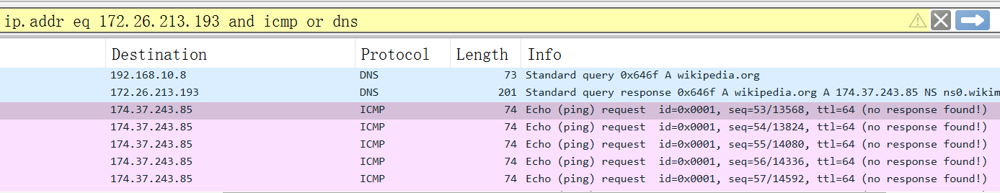 ip.addr eq 172.26.213.193 and icmp or dns
Destination Protocol Length Info
192.168.10.8 DNS 73 Standard query 0x646f A wikipedia.org
172.26.213.193 DNS 201 Standard query response 0x646f A wikipedia.org A 174.37.243.85 NS ns0.wikim
174.37.243.85 ICMP 74 Echo (ping) request id=0x0001, seq=53/13568, ttl=64 (no response found!)
174.37.243.85 ICMP 74 Echo (ping) request id=0x0001, seq=54/13824, ttl=64 (no response found!)
174.37.243.85 ICMP 74 Echo (ping) request id=0x0001, seq=55/14080, ttl=64 (no response found!)
174.37.243.85 ICMP 74 Echo (ping) request id=0x0001, seq=56/14336, ttl=64 (no response found!)
174.37.243.85 ICMP 74 Echo (ping) request id=0x0001, seq=57/14592, ttl=64 (no response found!)